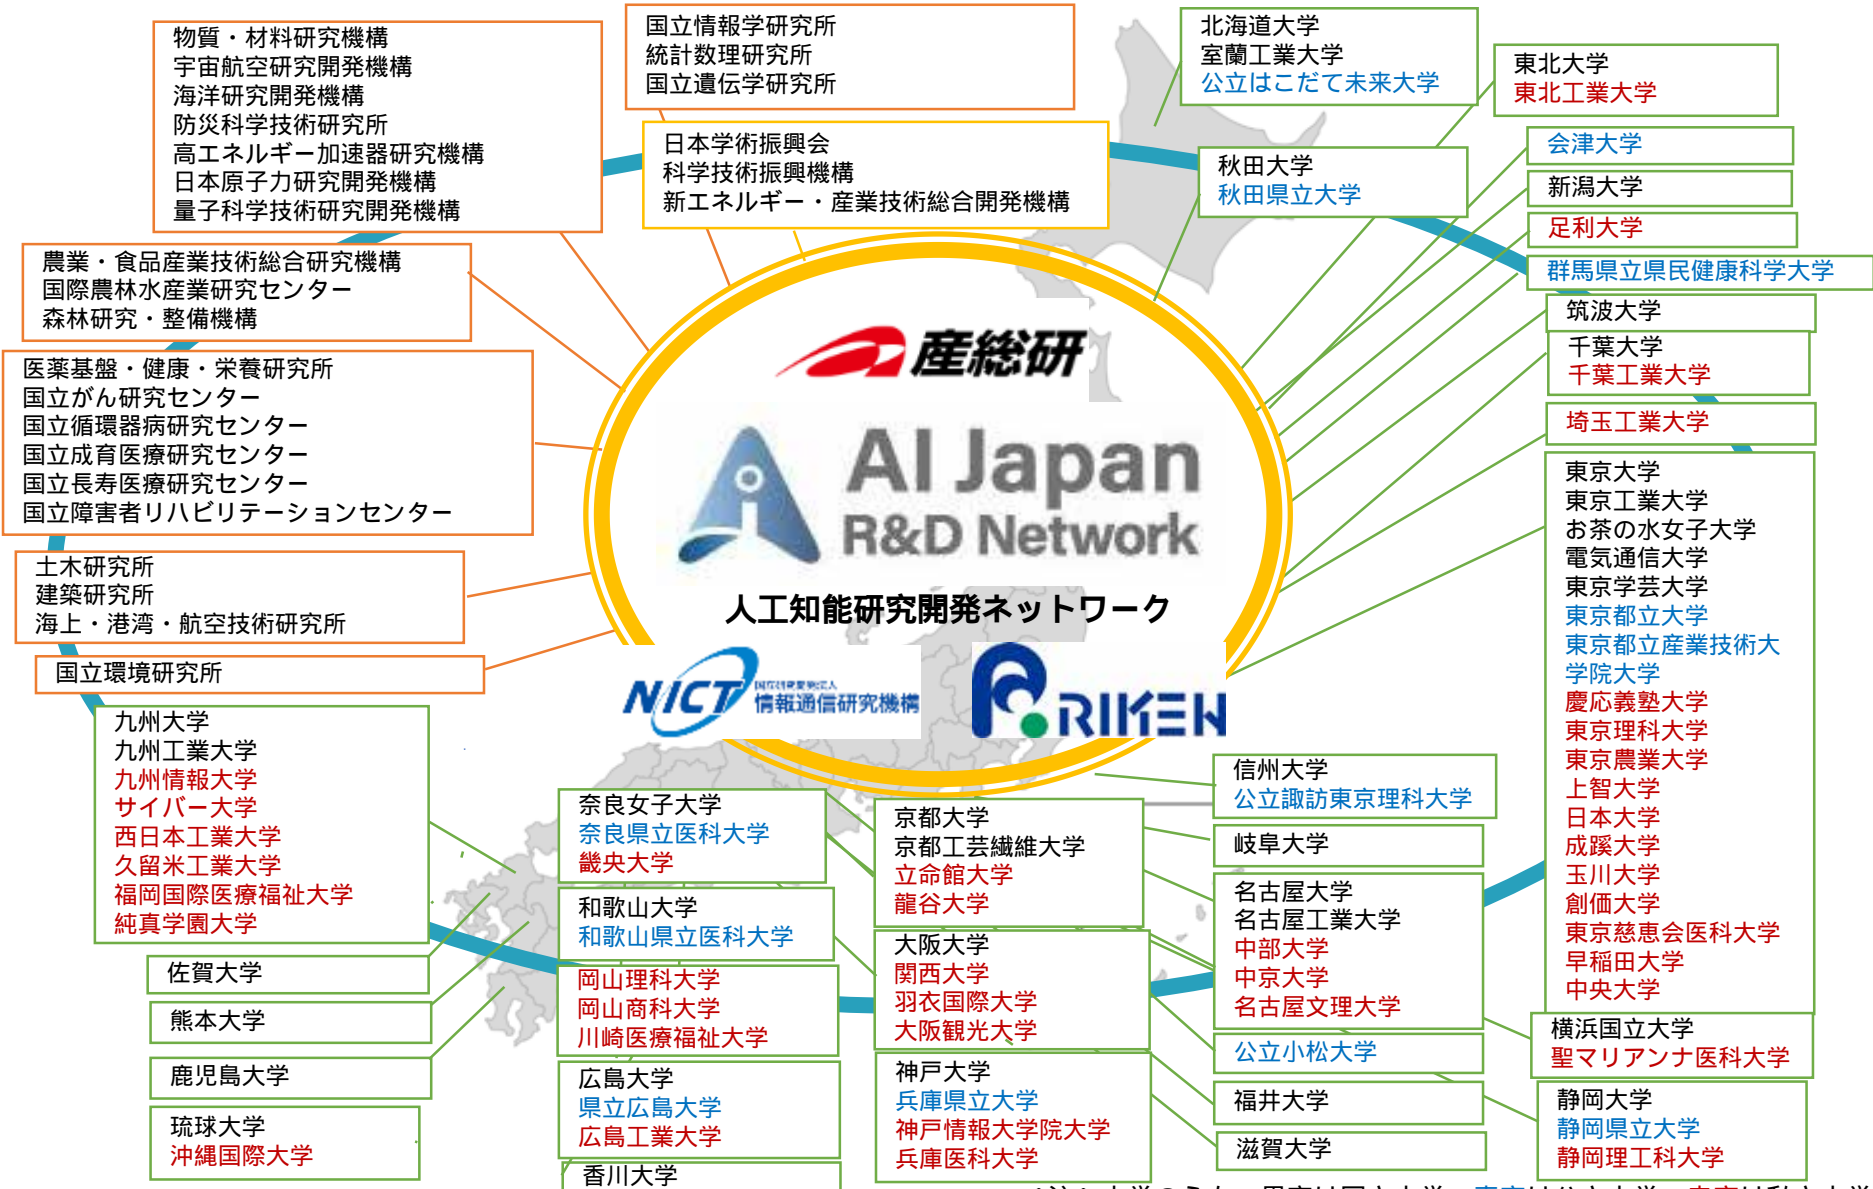 物質・材料研究機構
宇宙航空研究開発機構
海洋研究開発機構
防災科学技術研究所
高エネルギー加速器研究機構
日本原子力研究開発機構
量子科学技術研究開発機構
国立情報学研究所
統計数理研究所
国立遺伝学研究所
日本学術振興会
科学技術振興機構
新エネルギー・産業技術総合開発機構
農業・食品産業技術総合研究機構
国際農林水産業研究センター
森林研究・整備機構
医薬基盤・健康・栄養研究所
国立がん研究センター
国立循環器病研究センター
国立成育医療研究センター
国立長寿医療研究センター
国立障害者リハビリテーションセンター
土木研究所
建築研究所
海上・港湾・航空技術研究所
国立環境研究所
産総研
AI Japan
R&D Network
人工知能研究開発ネットワーク
NICT
国立研究開発法人
情報通信研究機構
RIKEN
北海道大学
室蘭工業大学
公立はこだて未来大学
東北大学
東北工業大学
秋田大学
秋田県立大学
会津大学
新潟大学
足利大学
群馬県立県民健康科学大学
筑波大学
千葉大学
千葉工業大学
埼玉工業大学
東京大学
東京工業大学
お茶の水女子大学
電気通信大学
東京学芸大学
東京都立大学
東京都立産業技術大
学院大学
慶応義塾大学
東京理科大学
東京農業大学
上智大学
日本大学
成蹊大学
玉川大学
創価大学
東京慈恵会医科大学
早稲田大学
中央大学
横浜国立大学
聖マリアンナ医科大学
静岡大学
静岡県立大学
静岡理工科大学
信州大学
公立諏訪東京理科大学
岐阜大学
名古屋大学
名古屋工業大学
中部大学
中京大学
名古屋文理大学
公立小松大学
福井大学
滋賀大学
京都大学
京都工芸繊維大学
立命館大学
龍谷大学
大阪大学
関西大学
羽衣国際大学
大阪観光大学
神戸大学
兵庫県立大学
神戸情報大学院大学
兵庫医科大学
奈良女子大学
奈良県立医科大学
畿央大学
和歌山大学
和歌山県立医科大学
岡山理科大学
岡山商科大学
川崎医療福祉大学
広島大学
県立広島大学
広島工業大学
香川大学
九州大学
九州工業大学
九州情報大学
サイバー大学
西日本工業大学
久留米工業大学
福岡国際医療福祉大学
純真学園大学
佐賀大学
熊本大学
鹿児島大学
琉球大学
沖縄国際大学